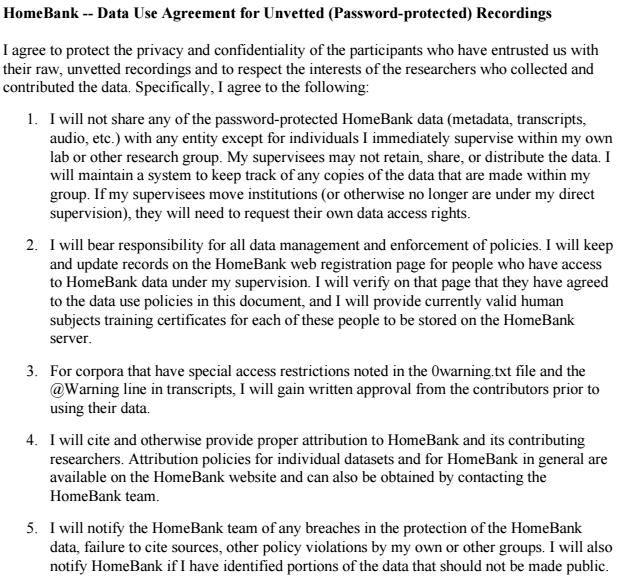 HomeBank -- Data Use Agreement for Unvetted (Password-protected) Recordings
I agree to protect the privacy and confidentiality of the participants who have entrusted us with
their raw, unvetted recordings and to respect the interests of the researchers who collected and
contributed the data. Specifically, I agree to the following:
1. I will not share any of the password-protected HomeBank data (metadata, transcripts,
audio, etc.) with any entity except for individuals I immediately supervise within my own
lab or other research group. My supervisees may not retain, share, or distribute the data. I
will maintain a system to keep track of any copies of the data that are made within my
group. If my supervisees move institutions (or otherwise no longer are under my direct
supervision), they will need to request their own data access rights.
2. I will bear responsibility for all data management and enforcement of policies. I will keep
and update records on the HomeBank web registration page for people who have access
to HomeBank data under my supervision. I will verify on that page that they have agreed
to the data use policies in this document, and I will provide currently valid human
subjects training certificates for each of these people to be stored on the HomeBank
server.
3. For corpora that have special access restrictions noted in the 0warning.txt file and the
@Warning line in transcripts, I will gain written approval from the contributors prior to
using their data.
4. I will cite and otherwise provide proper attribution to HomeBank and its contributing
researchers. Attribution policies for individual datasets and for HomeBank in general are
available on the HomeBank website and can also be obtained by contacting the
HomeBank team.
5. I will notify the HomeBank team of any breaches in the protection of the HomeBank
data, failure to cite sources, other policy violations by my own or other groups. I will also
notify HomeBank if I have identified portions of the data that should not be made public.